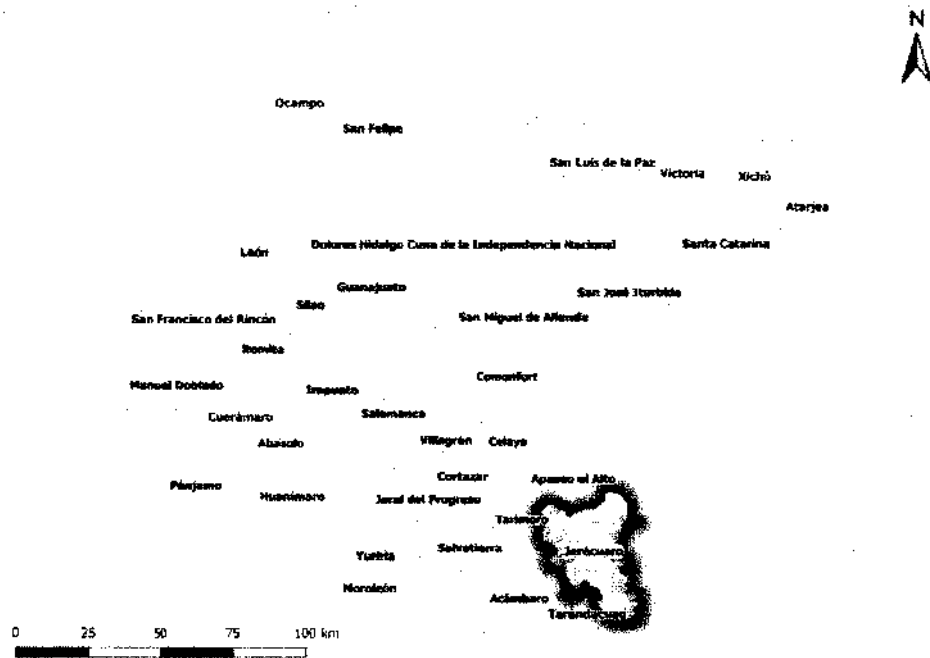 N
Ocampo
San Felipe
San Luis de la Paz
Victoria
Xichú
Atarjea
León
Dolores Hidalgo Cuna de la Independencia Nacional
Santa Catarina
Guanajuato
San José Iturbide
Silao
San Francisco del Rincón
San Miguel de Allende
Romita
Manuel Doblado
Irapuato
Comonfort
Cuerámaro
Salamanca
Abasolo
Villagrán
Celaya
Pénjamo
Huanímaro
Cortazar
Jaral del Progreso
Apaseo el Alto
Tarimoro
Yuriria
Salvatierra
Jerécuaro
Moroleón
Acámbaro
Tarandacuao
0 25 50 75 100 km